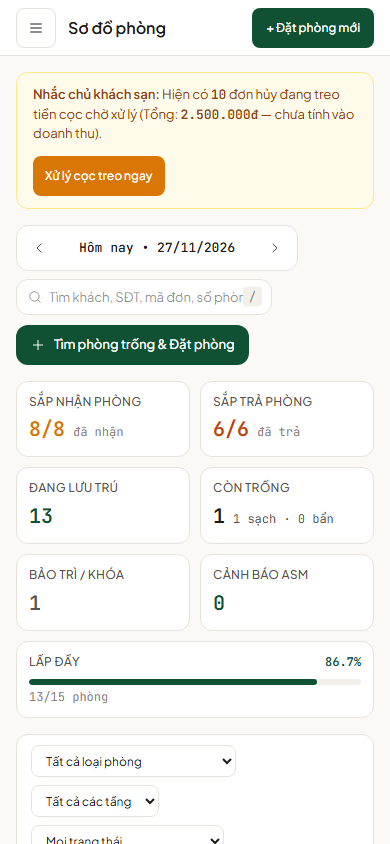 Sơ đồ phòng
+ Đặt phòng mới
Nhắc chủ khách sạn: Hiện có 10 đơn hủy đang treo
tiền cọc chờ xử lý (Tổng: 2.500.000đ — chưa tính vào
doanh thu).
Xử lý cọc treo ngay
Hôm nay • 27/11/2026
Tìm khách, SĐT, mã đơn, số phòn /
+ Tìm phòng trống & Đặt phòng
SẮP NHẬN PHÒNG
8/8 đã nhận
SẮP TRẢ PHÒNG
6/6 đã trả
ĐANG LƯU TRÚ
13
CÒN TRỐNG
1 1 sạch · 0 bẩn
BẢO TRÌ / KHÓA
1
CẢNH BÁO ASM
0
LẤP ĐẦY
86.7%
13/15 phòng
Tất cả loại phòng
Tất cả các tầng
Mọi trạng thái